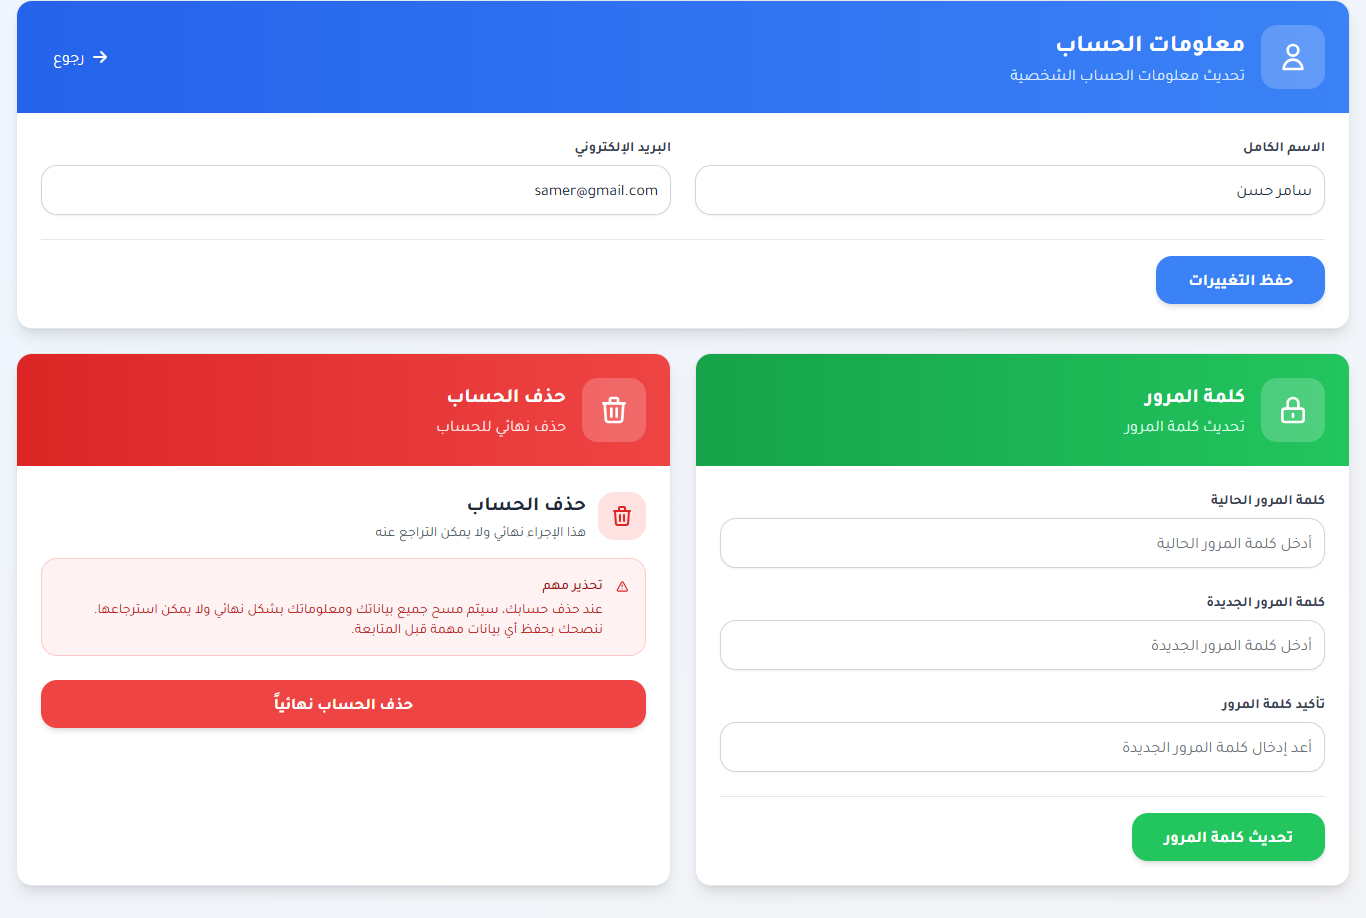 معلومات الحساب
تحديث معلومات الحساب الشخصية
رجوع
الاسم الكامل
سامر حسن
البريد الإلكتروني
samer@gmail.com
حفظ التغييرات
كلمة المرور
تحديث كلمة المرور
كلمة المرور الحالية
أدخل كلمة المرور الحالية
كلمة المرور الجديدة
أدخل كلمة المرور الجديدة
تأكيد كلمة المرور
أعد إدخال كلمة المرور الجديدة
تحديث كلمة المرور
حذف الحساب
حذف نهائي للحساب
حذف الحساب
هذا الإجراء نهائي ولا يمكن التراجع عنه
تحذير مهم
عند حذف حسابك، سيتم مسح جميع بياناتك ومعلوماتك بشكل نهائي ولا يمكن استرجاعها.
ننصحك بحفظ أي بيانات مهمة قبل المتابعة.
حذف الحساب نهائياً